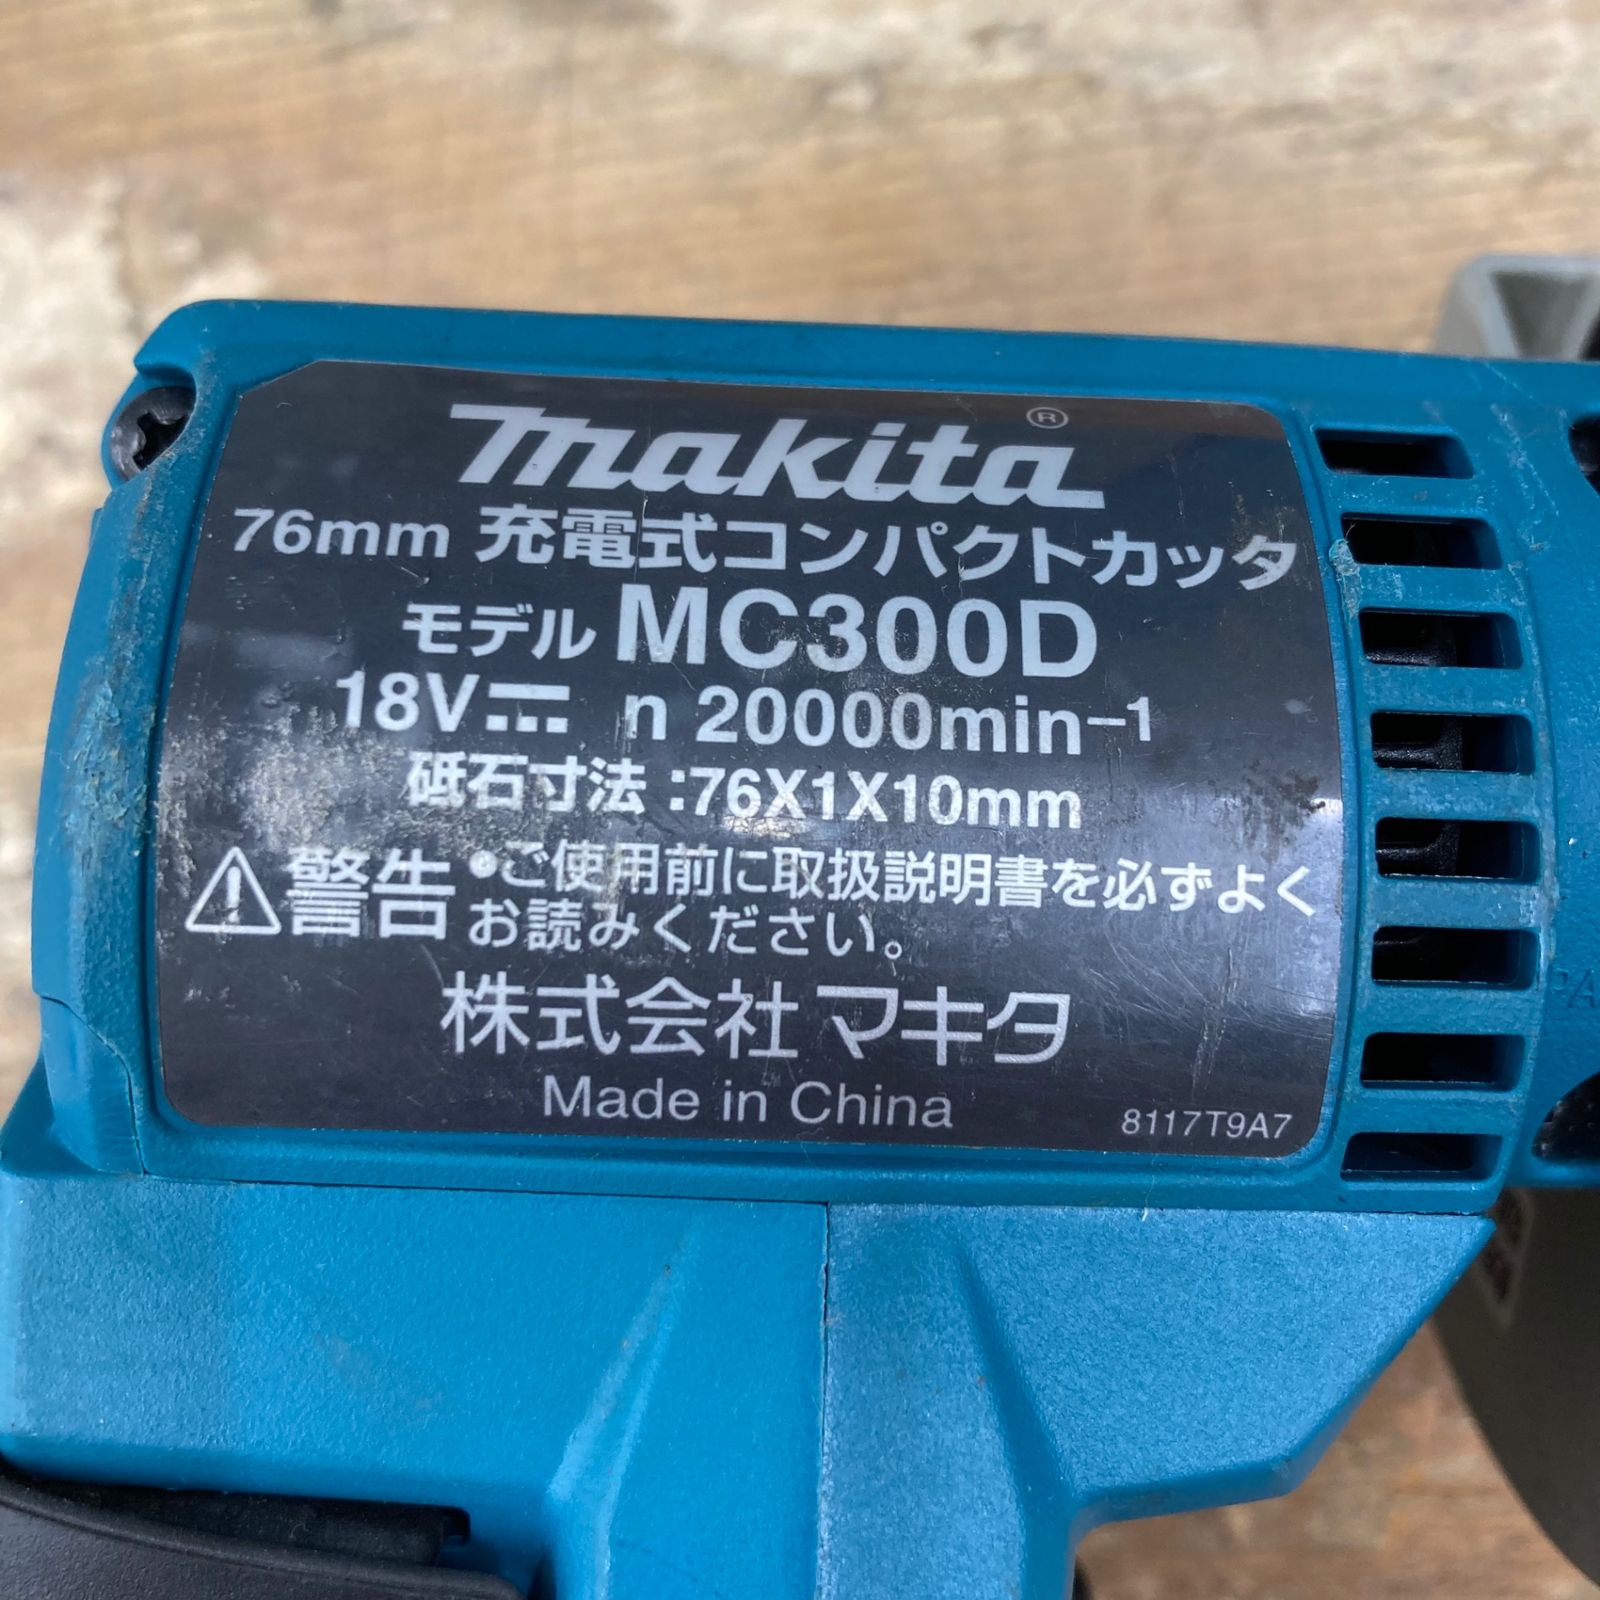 makita®
76mm 充電式コンパクトカッタ
モデル MC300D
18V⎓ n 20000min⁻¹
砥石寸法:76X1X10mm
⚠警告 •ご使用前に取扱説明書を必ずよく
お読みください。
株式会社マキタ
Made in China 8117T9A7